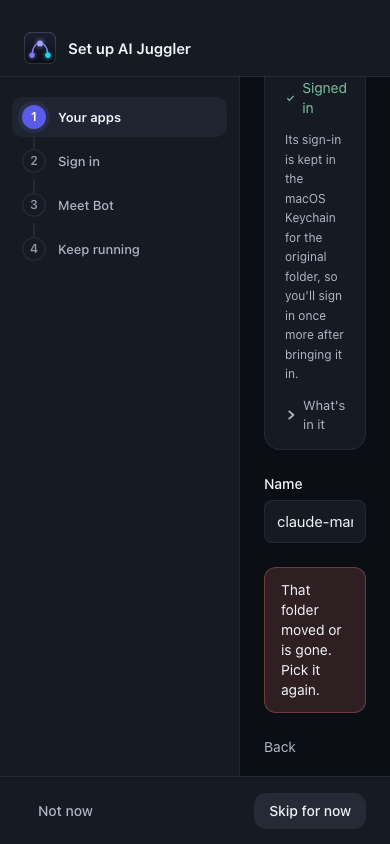 Set up AI Juggler
1 Your apps
2 Sign in
3 Meet Bot
4 Keep running
Signed
in
Its sign-in
is kept in
the
macOS
Keychain
for the
original
folder, so
you'll sign
in once
more after
bringing it
in.
What's
in it
Name
That
folder
moved or
is gone.
Pick it
again.
Back
Not now
Skip for now